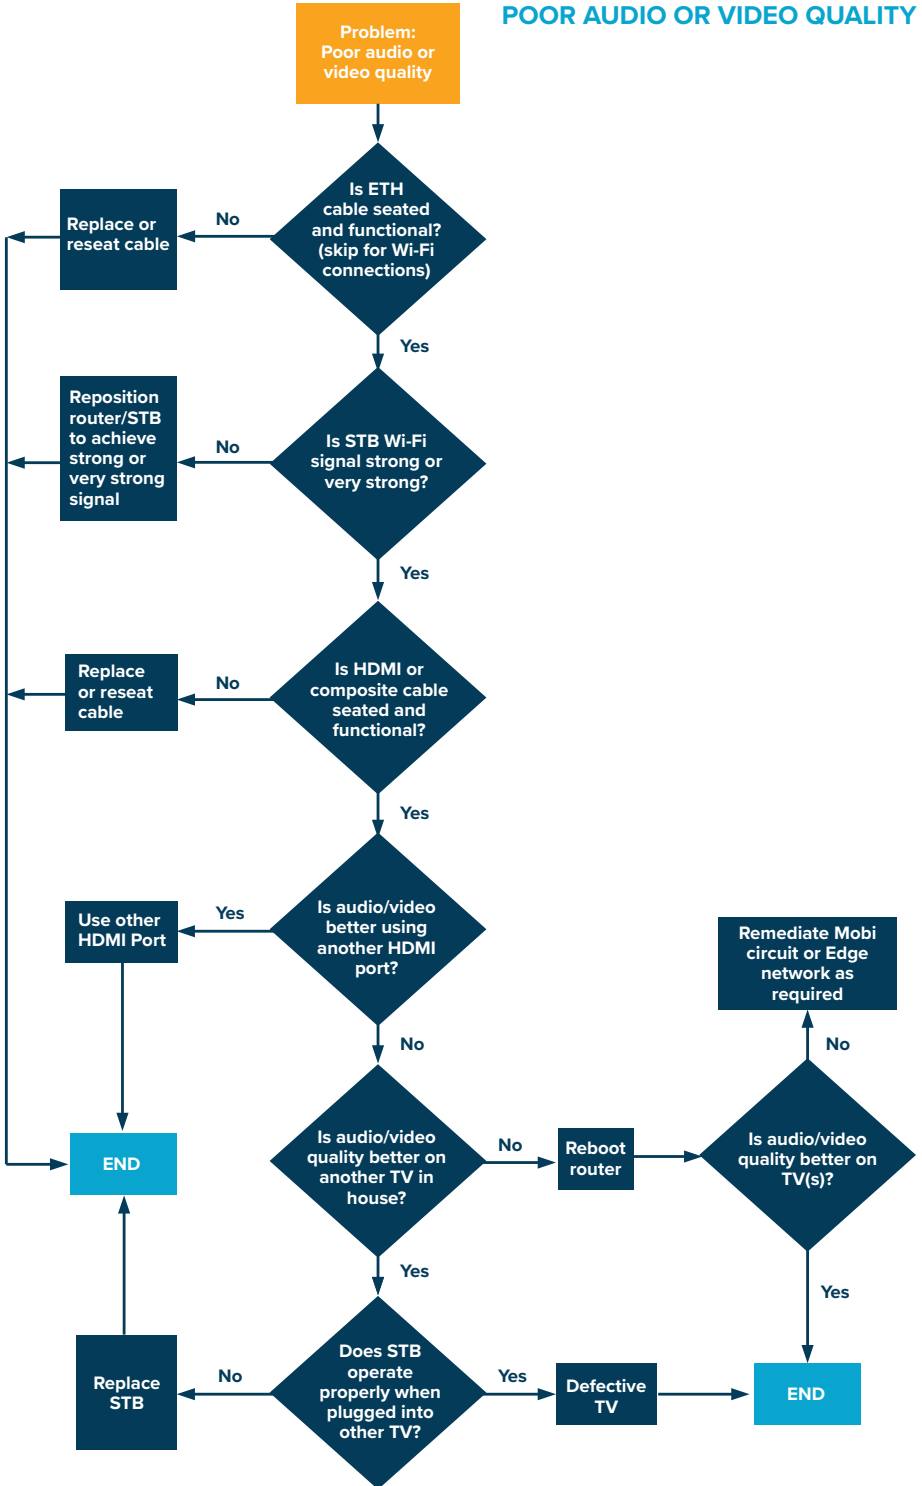 POOR AUDIO OR VIDEO QUALITY
Problem:
Poor audio or
video quality
Is ETH
cable seated
and functional?
(skip for Wi-Fi
connections)
No
Replace or
reseat cable
Yes
Is STB Wi-Fi
signal strong or
very strong?
No
Reposition
router/STB
to achieve
strong or
very strong
signal
Yes
Is HDMI or
composite cable
seated and
functional?
No
Replace
or reseat
cable
Yes
Is audio/video
better using
another HDMI
port?
Yes
Use other
HDMI Port
END
No
Is audio/video
quality better on
another TV in
house?
No
Reboot
router
Is audio/video
quality better on
TV(s)?
No
Remediate Mobi
circuit or Edge
network as
required
Yes
END
Yes
Does STB
operate
properly when
plugged into
other TV?
No
Replace
STB
Yes
Defective
TV